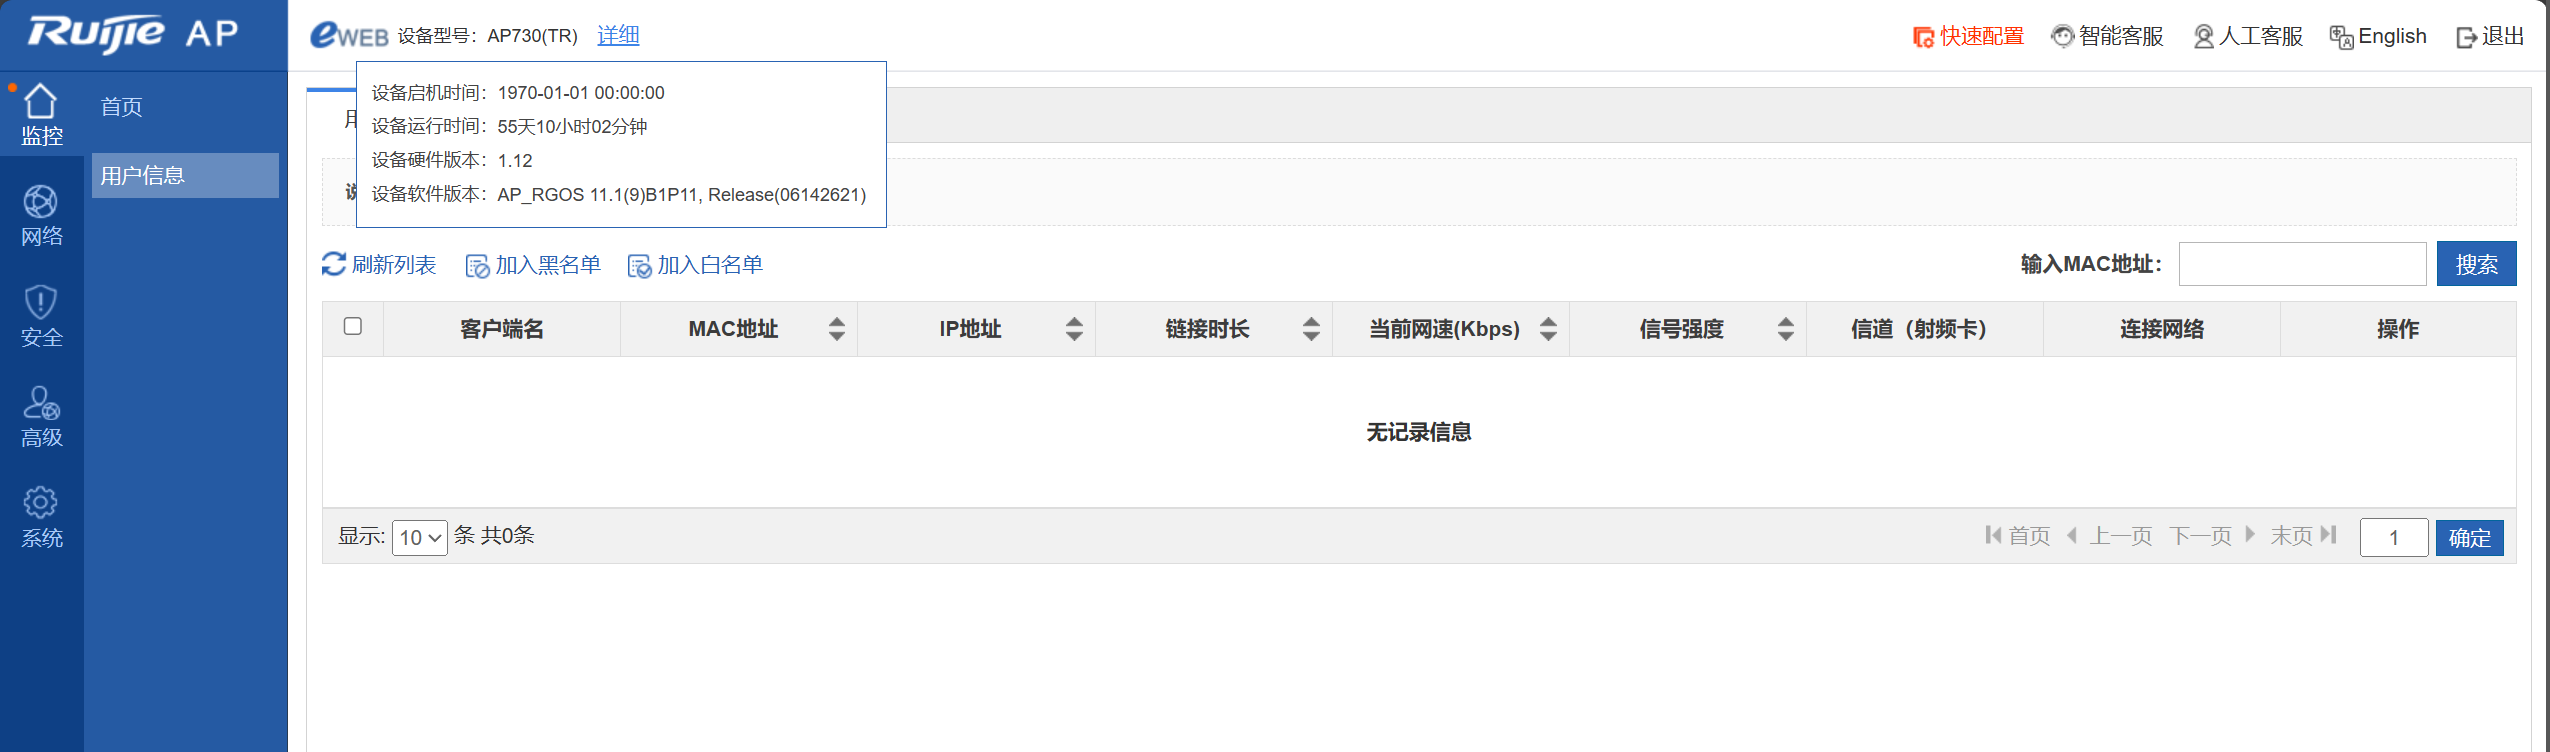 Ruijie AP
eWEB 设备型号：AP730(TR) 详细
快速配置 智能客服 人工客服 English 退出
监控
网络
安全
高级
系统
首页
用户信息
设备启机时间：1970-01-01 00:00:00
设备运行时间：55天10小时02分钟
设备硬件版本：1.12
设备软件版本：AP_RGOS 11.1(9)B1P11, Release(06142621)
刷新列表 加入黑名单 加入白名单
输入MAC地址： 搜索
客户端名 MAC地址 IP地址 链接时长 当前网速(Kbps) 信号强度 信道（射频卡） 连接网络 操作
无记录信息
显示: 10 条 共0条
首页 上一页 下一页 末页 1 确定